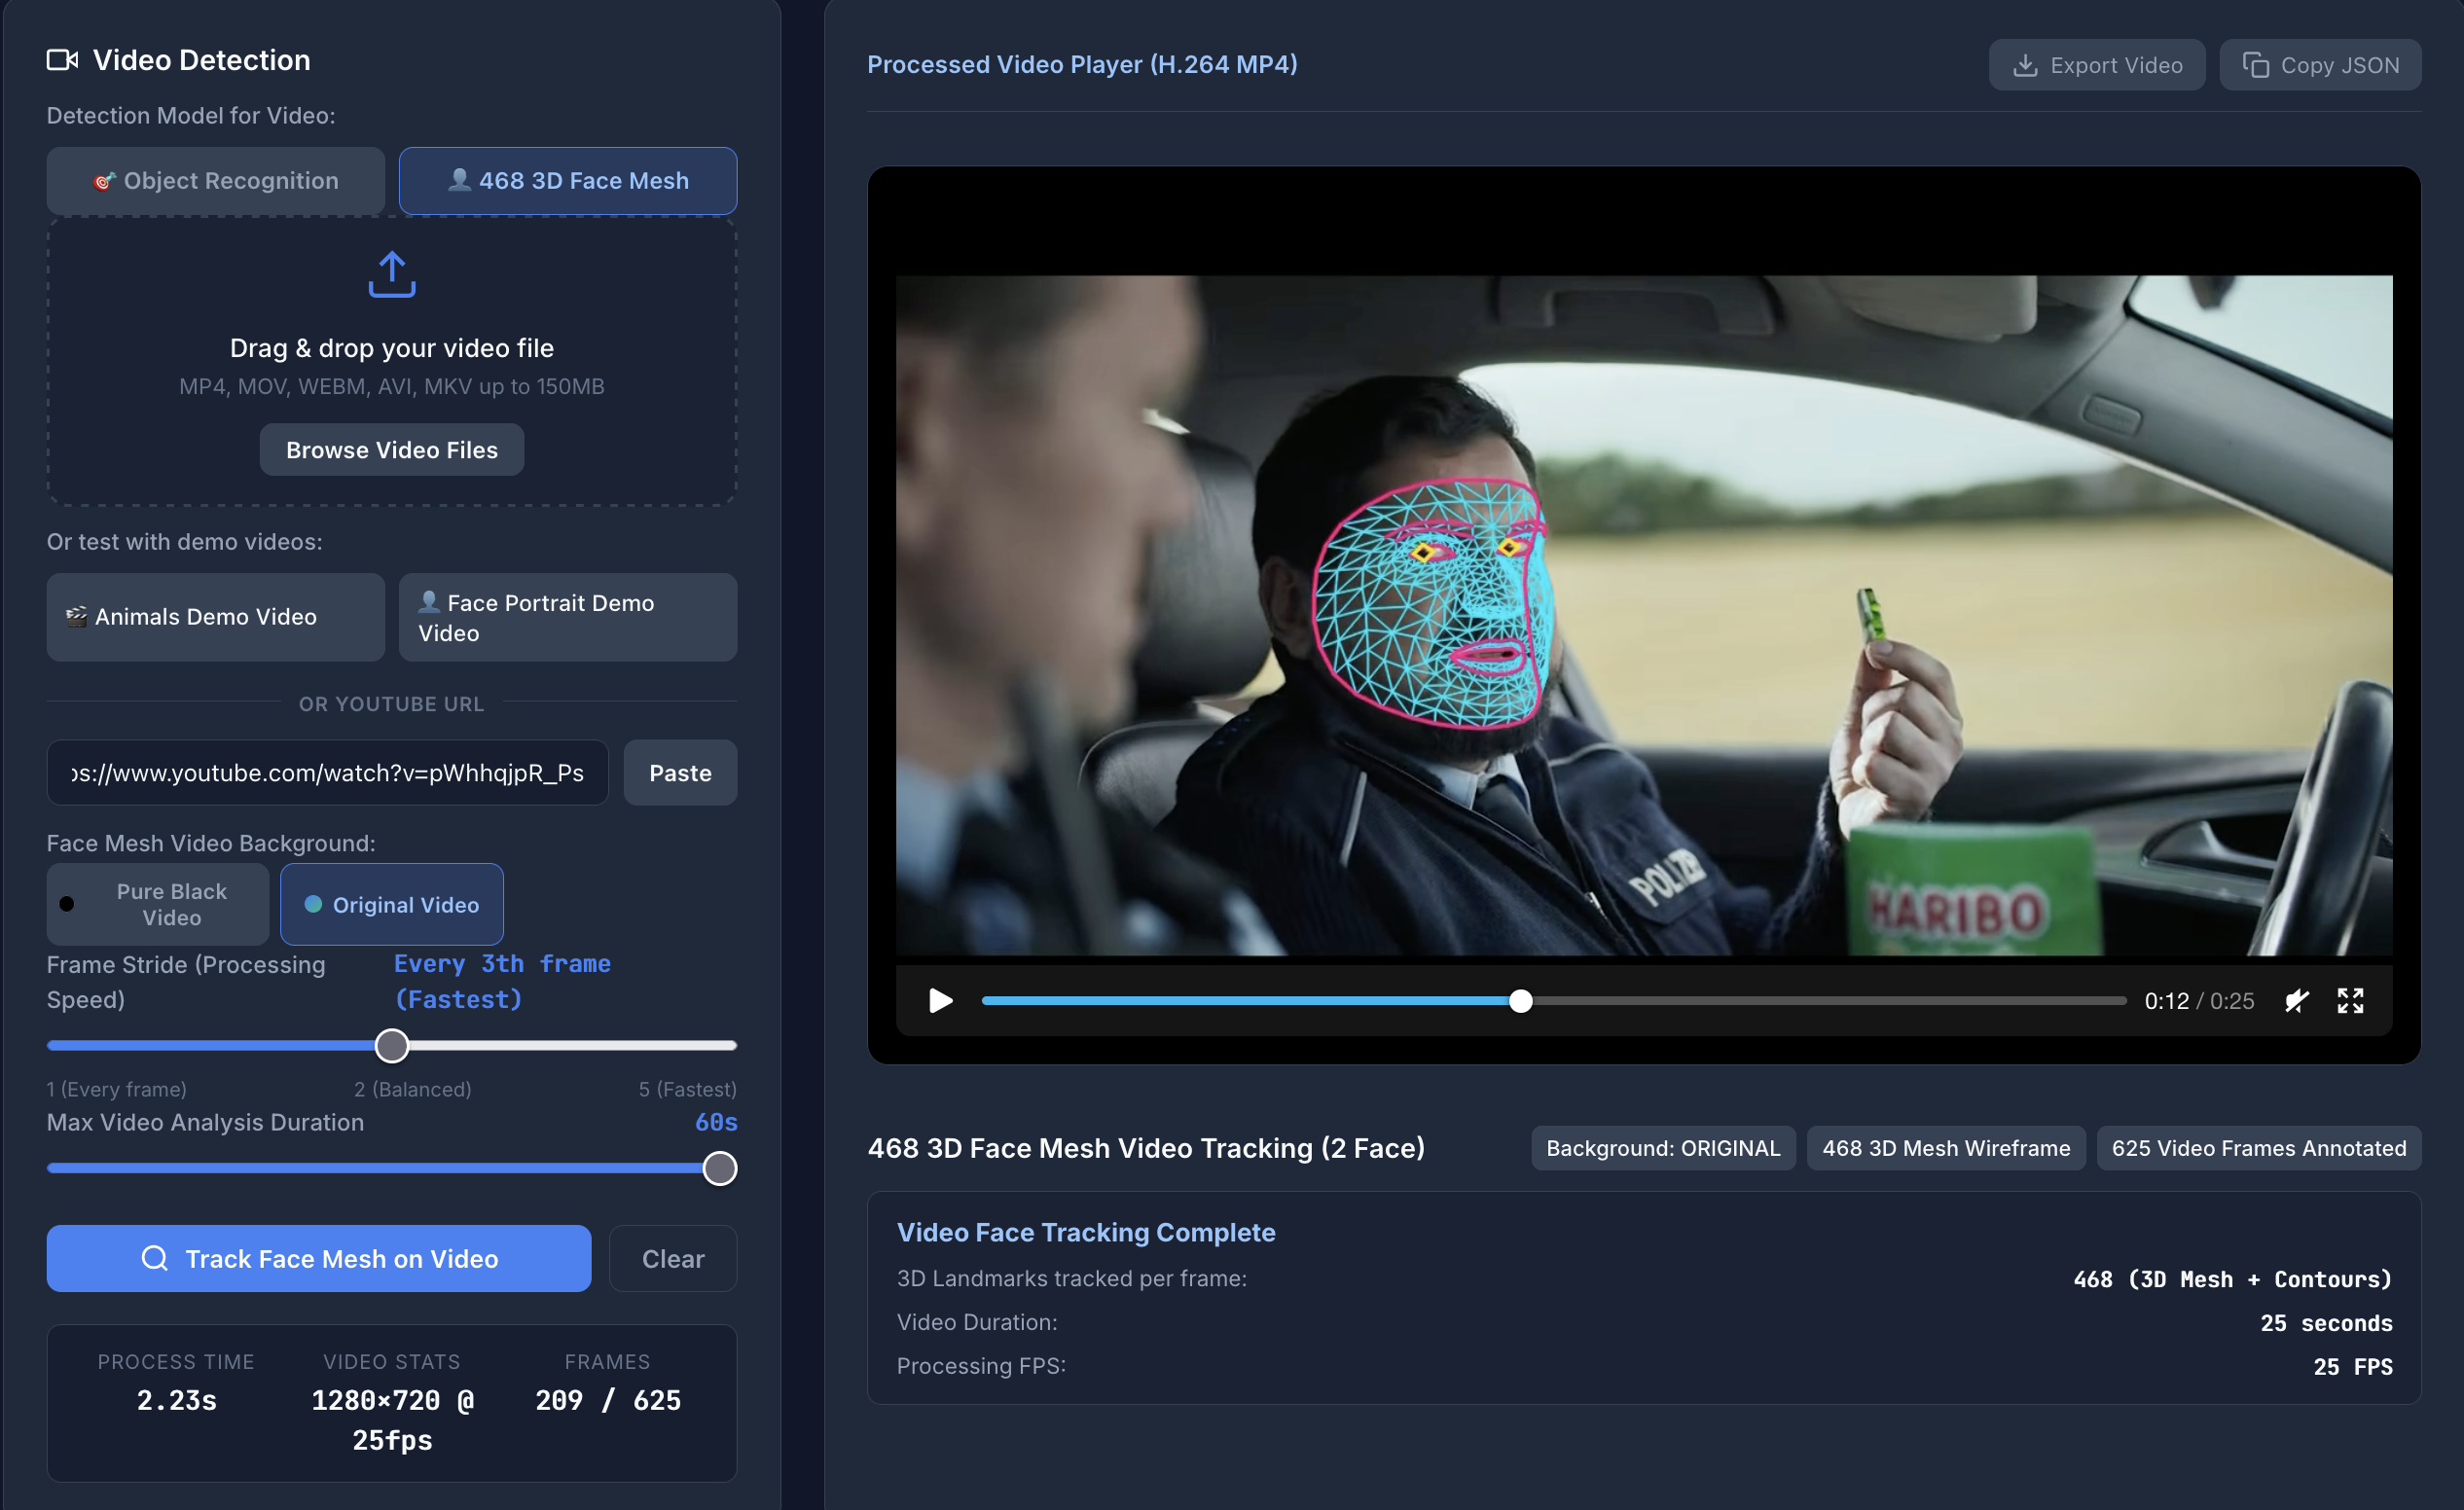 Video Detection
Detection Model for Video:
Object Recognition
468 3D Face Mesh
Drag & drop your video file
MP4, MOV, WEBM, AVI, MKV up to 150MB
Browse Video Files
Or test with demo videos:
Animals Demo Video
Face Portrait Demo
Video
OR YOUTUBE URL
os://www.youtube.com/watch?v=pWhhqjpR_Ps
Paste
Face Mesh Video Background:
Pure Black
Video
Original Video
Frame Stride (Processing
Speed)
Every 3th frame
(Fastest)
1 (Every frame)
2 (Balanced)
5 (Fastest)
Max Video Analysis Duration
60s
Track Face Mesh on Video
Clear
PROCESS TIME
2.23s
VIDEO STATS
1280×720 @
25fps
FRAMES
209 / 625
Processed Video Player (H.264 MP4)
Export Video
Copy JSON
POLIZEI
HARIBO
0:12 / 0:25
468 3D Face Mesh Video Tracking (2 Face)
Background: ORIGINAL
468 3D Mesh Wireframe
625 Video Frames Annotated
Video Face Tracking Complete
3D Landmarks tracked per frame:
468 (3D Mesh + Contours)
Video Duration:
25 seconds
Processing FPS:
25 FPS